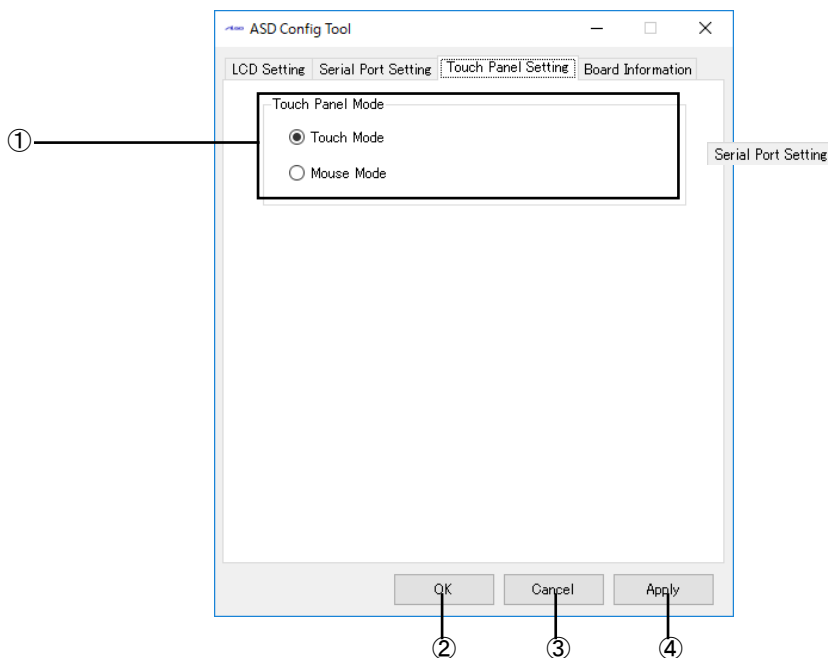 ASD Config Tool
LCD Setting Serial Port Setting Touch Panel Setting Board Information
Touch Panel Mode
① Touch Mode
Serial Port Setting
Mouse Mode
OK Cancel Apply
② ③ ④